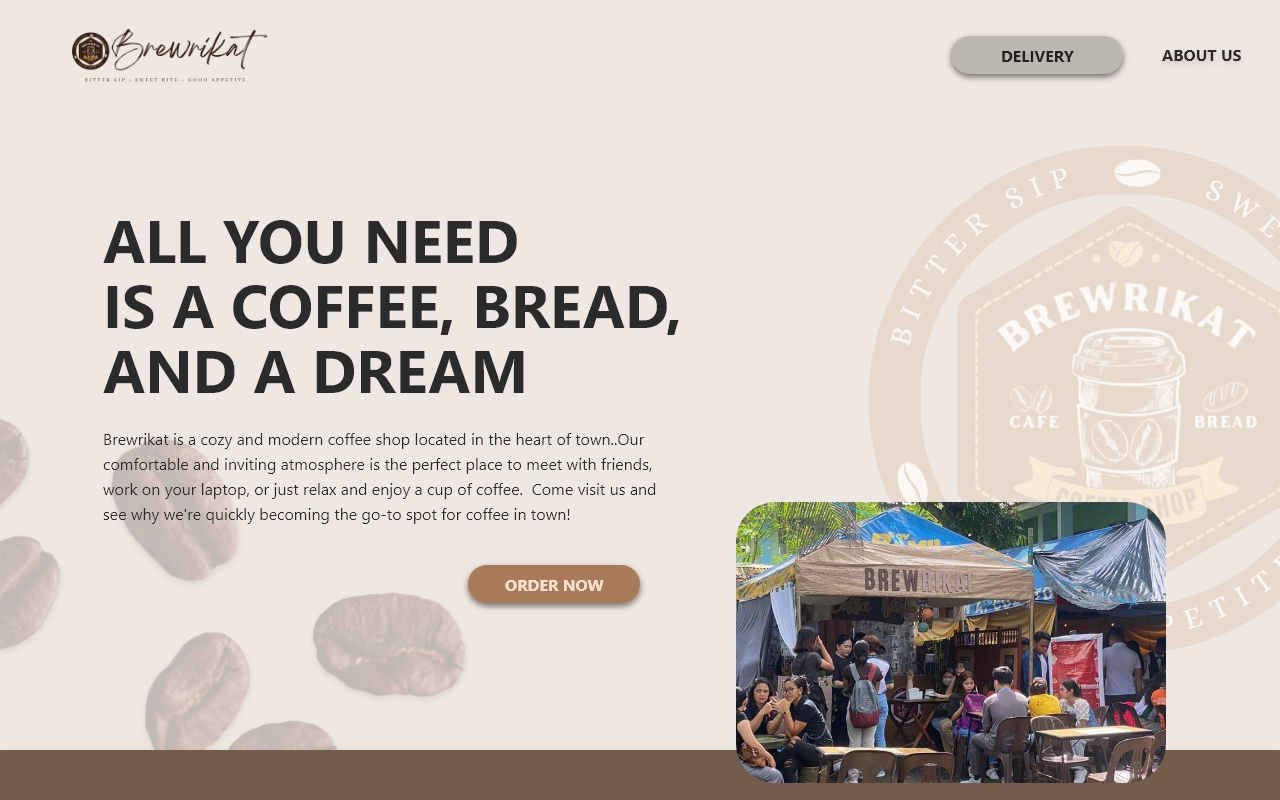 Brewrikat
BITTER SIP - SWEET BITE - GOOD APPETITE
DELIVERY
ABOUT US
ALL YOU NEED
IS A COFFEE, BREAD,
AND A DREAM
Brewrikat is a cozy and modern coffee shop located in the heart of town..Our
comfortable and inviting atmosphere is the perfect place to meet with friends,
work on your laptop, or just relax and enjoy a cup of coffee.  Come visit us and
see why we're quickly becoming the go-to spot for coffee in town!
ORDER NOW
BITTER SIP
SWE
BREWRIKAT
CAFE
BREAD
COFFEE SHOP
PETIT
BREWRIKAT